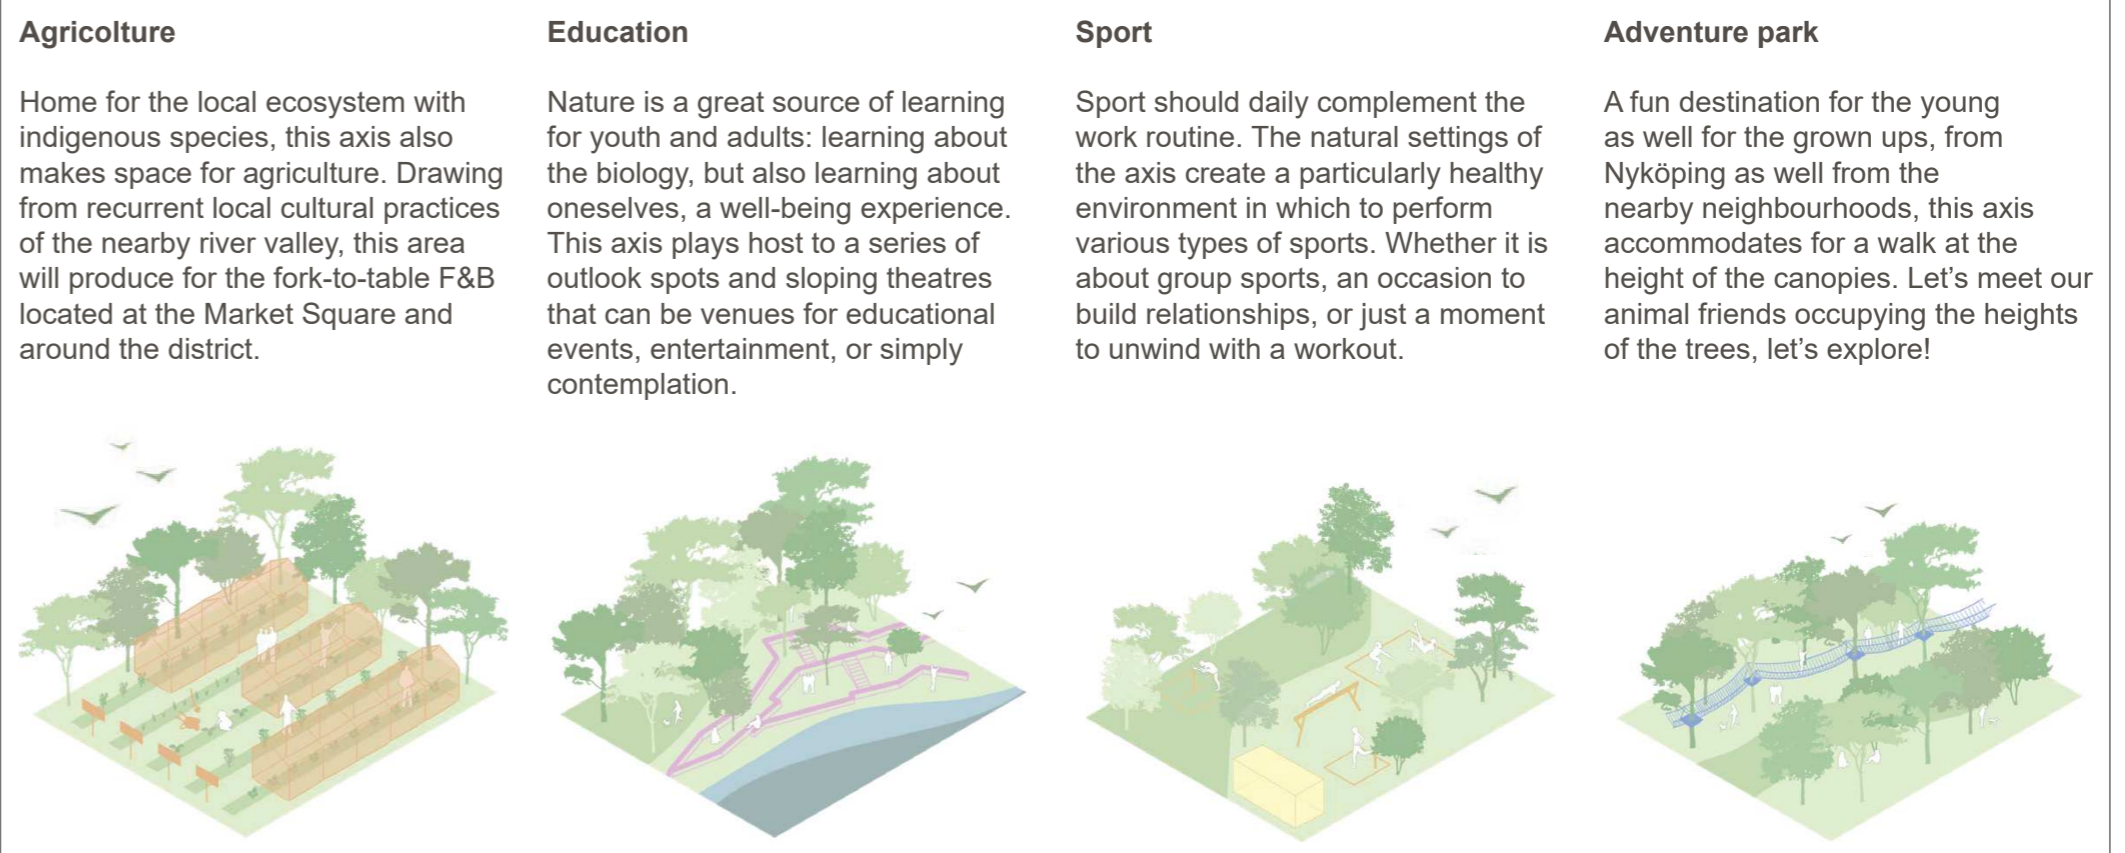 Agricolture
Home for the local ecosystem with
indigenous species, this axis also
makes space for agriculture. Drawing
from recurrent local cultural practices
of the nearby river valley, this area
will produce for the fork-to-table F&B
located at the Market Square and
around the district.
Education
Nature is a great source of learning
for youth and adults: learning about
the biology, but also learning about
oneselves, a well-being experience.
This axis plays host to a series of
outlook spots and sloping theatres
that can be venues for educational
events, entertainment, or simply
contemplation.
Sport
Sport should daily complement the
work routine. The natural settings of
the axis create a particularly healthy
environment in which to perform
various types of sports. Whether it is
about group sports, an occasion to
build relationships, or just a moment
to unwind with a workout.
Adventure park
A fun destination for the young
as well for the grown ups, from
Nyköping as well from the
nearby neighbourhoods, this axis
accommodates for a walk at the
height of the canopies. Let’s meet our
animal friends occupying the heights
of the trees, let’s explore!